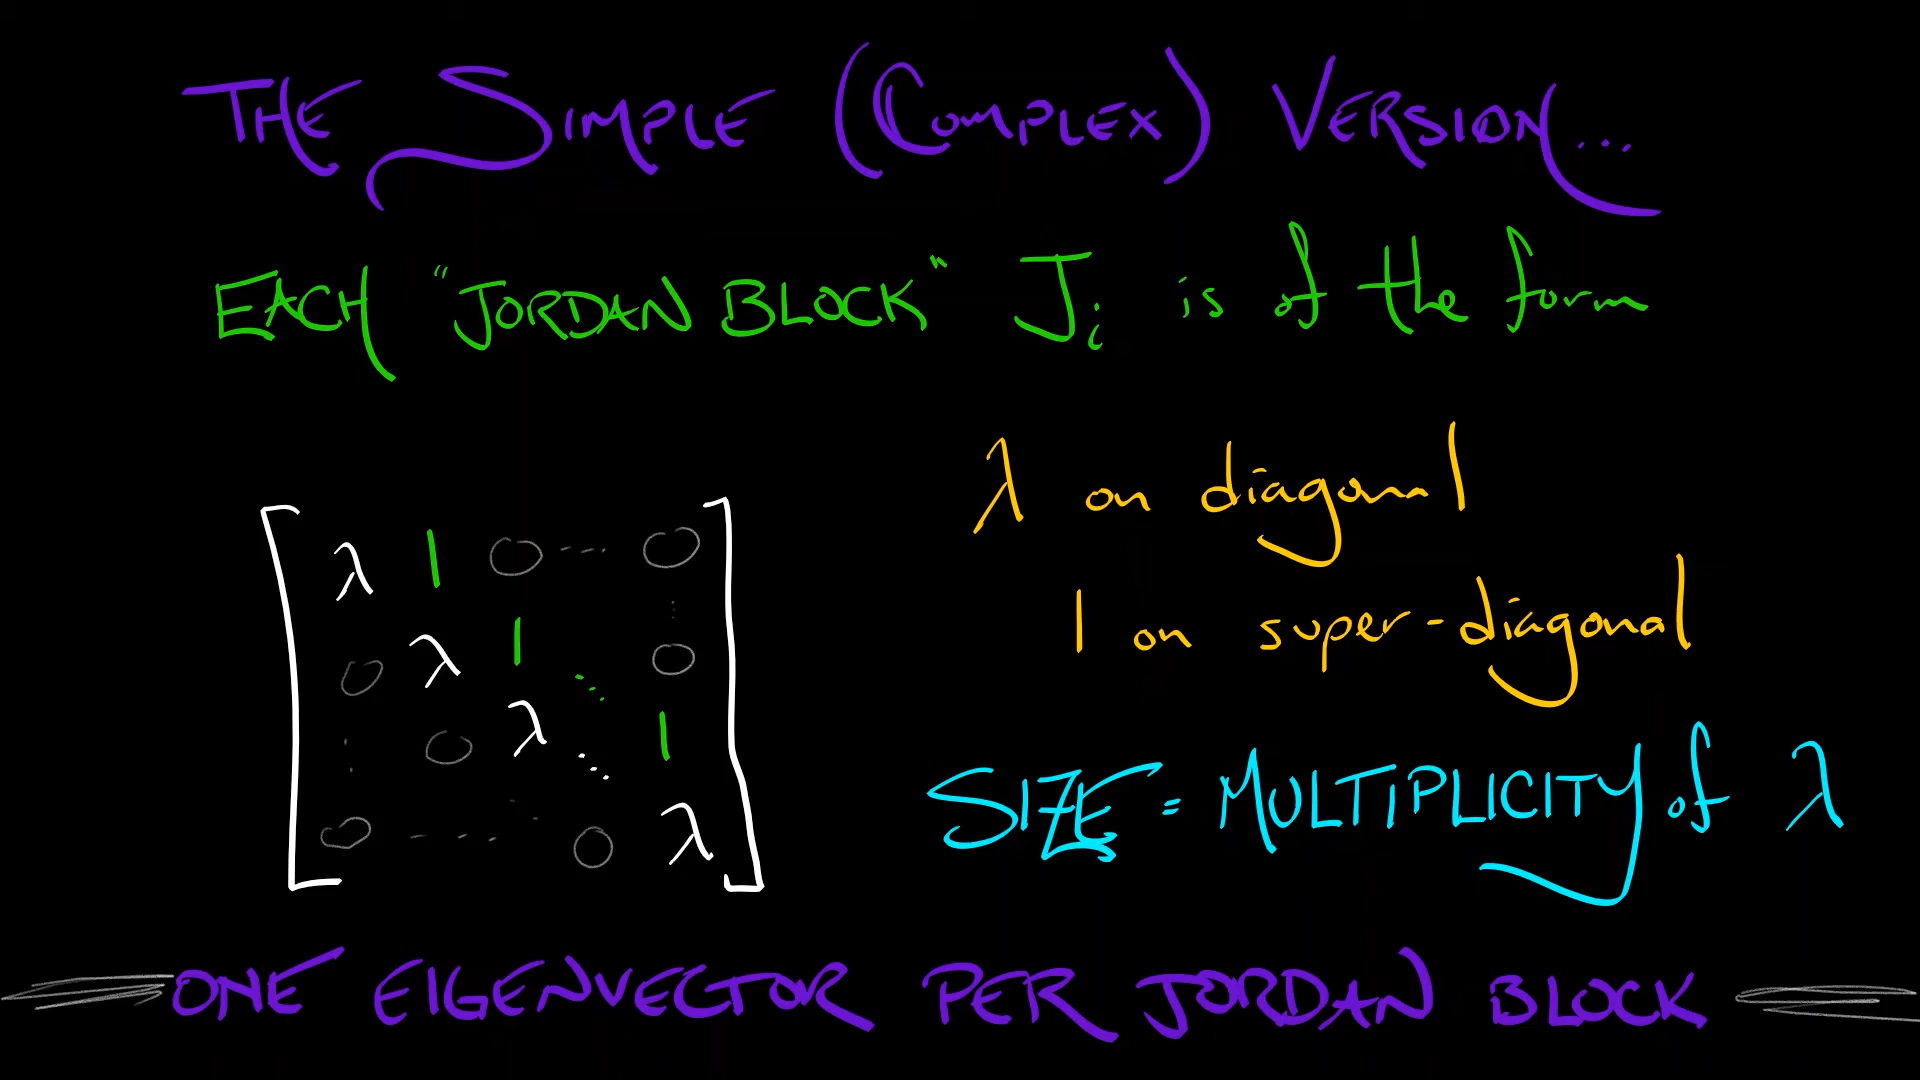 THE SIMPLE (COMPLEX) VERSION...
EACH "JORDAN BLOCK" Ji is of the form
λ on diagonal
1 on super-diagonal
λ 1 0 ... 0
0 λ 1 ⋱ 0
⋮ 0 λ ⋱ 1
0 ... 0 λ
SIZE = MULTIPLICITY of λ
ONE EIGENVECTOR PER JORDAN BLOCK